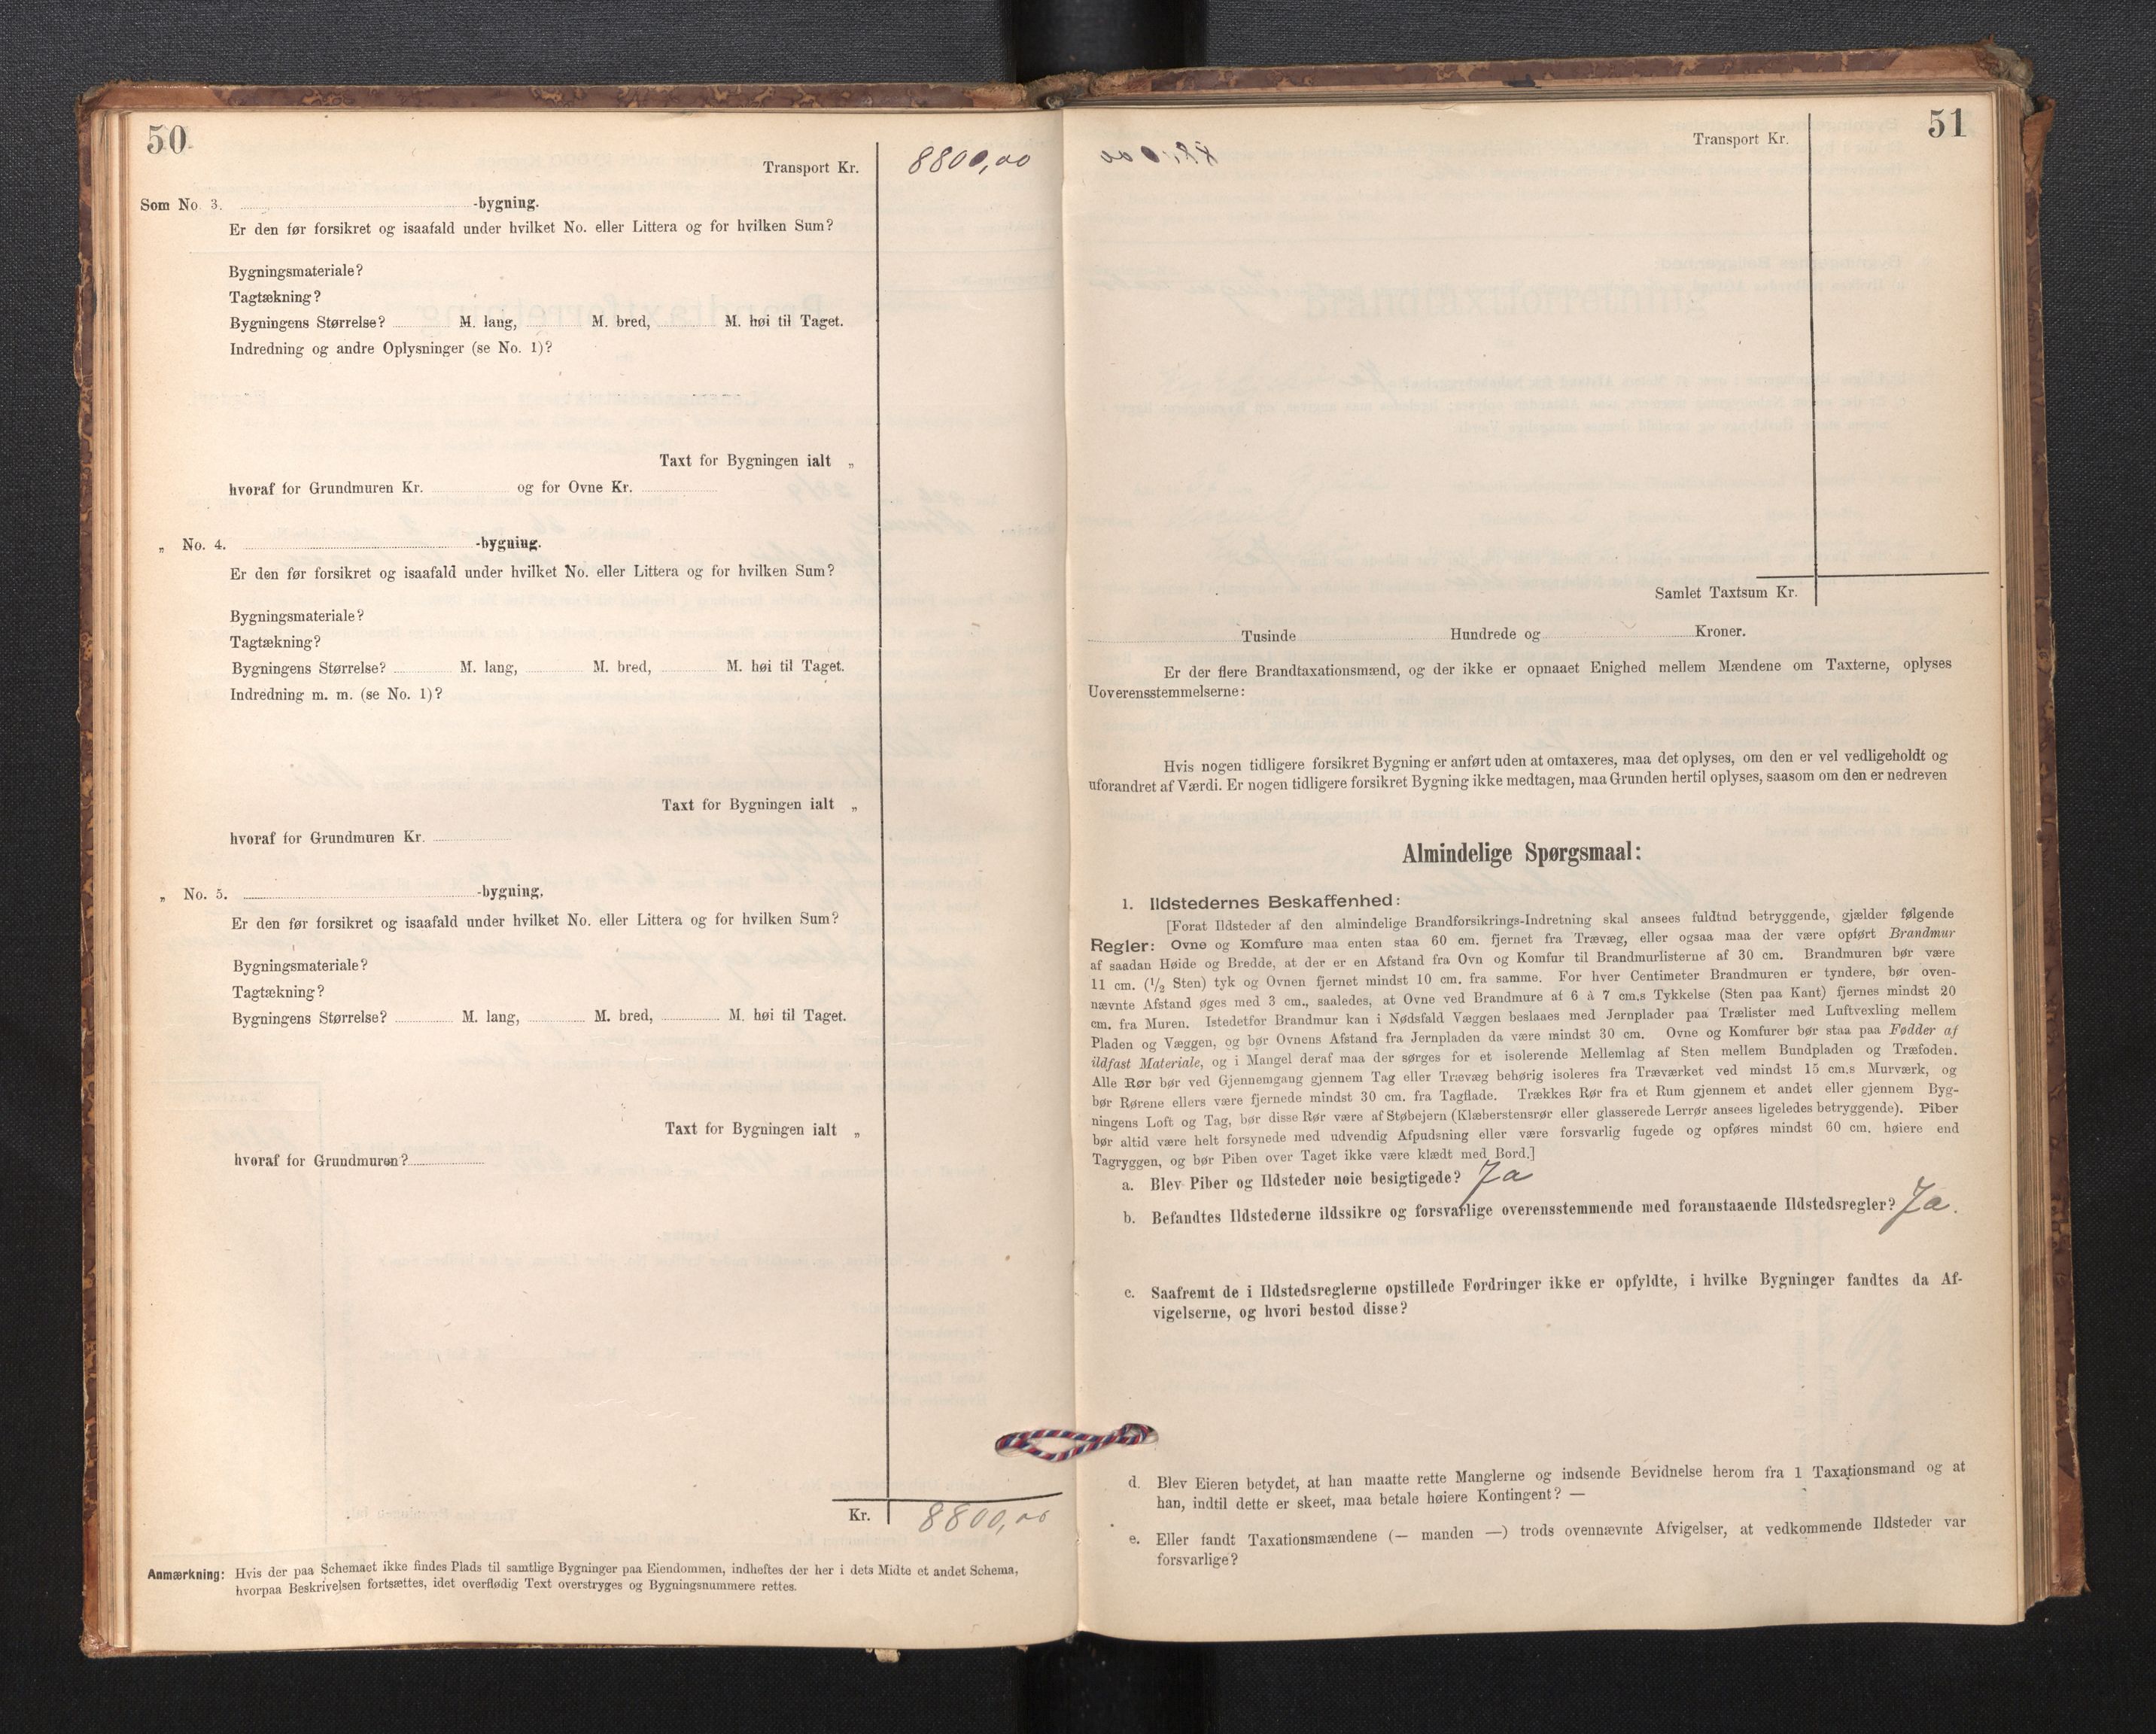 50
Transport Kr. 8800,00
Som No. 3. -bygning.
Er den før forsikret og isaafald under hvilket No. eller Littera og for hvilken Sum?
Bygningsmateriale?
Tagtækning?
Bygningens Størrelse? M. lang, M. bred, M. høi til Taget.
Indredning og andre Oplysninger (se No. 1)?
Taxt for Bygningen ialt „
hvoraf for Grundmuren Kr. og for Ovne Kr.
„ No. 4. -bygning.
Er den før forsikret og isaafald under hvilket No. eller Littera og for hvilken Sum?
Bygningsmateriale?
Tagtækning?
Bygningens Størrelse? M. lang, M. bred, M. høi til Taget.
Indredning m. m. (se No. 1)?
Taxt for Bygningen ialt „
hvoraf for Grundmuren Kr.
„ No. 5. -bygning.
Er den før forsikret og isaafald under hvilket No. eller Littera og for hvilken Sum?
Bygningsmateriale?
Tagtækning?
Bygningens Størrelse? M. lang, M. bred, M. høi til Taget.
Taxt for Bygningen ialt „
hvoraf for Grundmuren?
Kr. 8800,00
Anmærkning: Hvis der paa Schemaet ikke findes Plads til samtlige Bygninger paa Eiendommen, indheftes der her i dets Midte et andet Schema,
hvorpaa Beskrivelsen fortsættes, idet overflødig Text overstryges og Bygningsnummere rettes.
51
Transport Kr.
Samlet Taxtsum Kr.
Tusinde Hundrede og Kroner.
Er der flere Brandtaxationsmænd, og der ikke er opnaaet Enighed mellem Mændene om Taxterne, oplyses
Uoverensstemmelserne:
Hvis nogen tidligere forsikret Bygning er anført uden at omtaxeres, maa det oplyses, om den er vel vedligeholdt og
uforandret af Værdi. Er nogen tidligere forsikret Bygning ikke medtagen, maa Grunden hertil oplyses, saasom om den er nedreven
Almindelige Spørgsmaal:
1. Ildstedernes Beskaffenhed:
[Forat Ildsteder af den almindelige Brandforsikrings-Indretning skal ansees fuldtud betryggende, gjælder følgende
Regler: Ovne og Komfure maa enten staa 60 cm. fjernet fra Trævæg, eller ogsaa maa der være opført Brandmur
af saadan Høide og Bredde, at der er en Afstand fra Ovn og Komfur til Brandmurlisterne af 30 cm. Brandmuren bør være
11 cm. (1/2 Sten) tyk og Ovnen fjernet mindst 10 cm. fra samme. For hver Centimeter Brandmuren er tyndere, bør oven-
nævnte Afstand øges med 3 cm., saaledes, at Ovne ved Brandmure af 6 à 7 cm.s Tykkelse (Sten paa Kant) fjernes mindst 20
cm. fra Muren. Istedetfor Brandmur kan i Nødsfald Væggen beslaaes med Jernplader paa Trælister med Luftvexling mellem
Pladen og Væggen, og bør Ovnens Afstand fra Jernpladen da være mindst 30 cm. Ovne og Komfurer bør staa paa Fødder af
ildfast Materiale, og i Mangel deraf maa der sørges for et isolerende Mellemlag af Sten mellem Bundpladen og Træfoden.
Alle Rør bør ved Gjennemgang gjennem Tag eller Trævæg behørig isoleres fra Træværket ved mindst 15 cm.s Murværk, og
bør Rørene ellers være fjernede mindst 30 cm. fra Tagflade. Trækkes Rør fra et Rum gjennem et andet eller gjennem Byg-
ningens Loft og Tag, bør disse Rør være af Støbejern (Klæberstensrør eller glasserede Lerrør ansees ligeledes betryggende). Piber
bør altid være helt forsynede med udvendig Afpudsning eller være forsvarlig fugede og opføres mindst 60 cm. høiere end
Tagryggen, og bør Piben over Taget ikke være klædt med Bord.]
a. Blev Piber og Ildsteder nøie besigtigede? Ja
b. Befandtes Ildstederne ildssikre og forsvarlige overensstemmende med foranstaaende Ildstedsregler? Ja.
c. Saafremt de i Ildstedsreglerne opstillede Fordringer ikke er opfyldte, i hvilke Bygninger fandtes da Af-
vigelserne, og hvori bestod disse?
d. Blev Eieren betydet, at han maatte rette Manglerne og indsende Bevidnelse herom fra 1 Taxationsmand og at
han, indtil dette er skeet, maa betale høiere Kontingent? —
e. Eller fandt Taxationsmændene (— manden —) trods ovennævnte Afvigelser, at vedkommende Ildsteder var
forsvarlige?